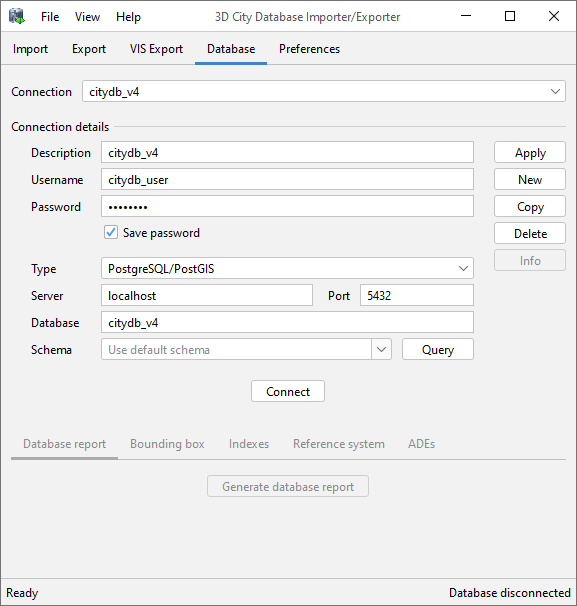 File View Help 3D City Database Importer/Exporter
Import Export VIS Export Database Preferences
Connection citydb_v4
Connection details
Description citydb_v4 Apply
Username citydb_user New
Password •••••••• Copy
Save password Delete
Info
Type PostgreSQL/PostGIS
Server localhost Port 5432
Database citydb_v4
Schema Use default schema Query
Connect
Database report Bounding box Indexes Reference system ADEs
Generate database report
Ready Database disconnected